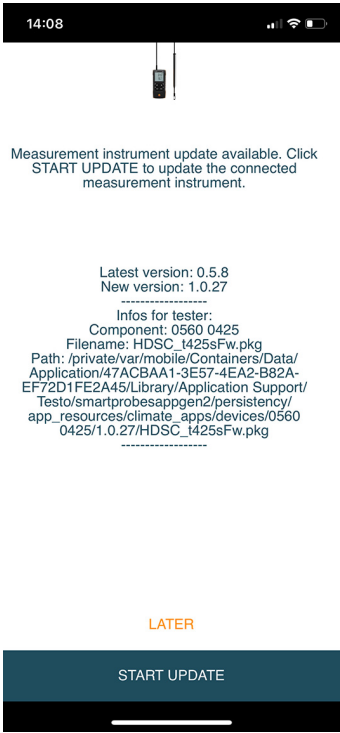 14:08
Measurement instrument update available. Click
START UPDATE to update the connected
measurement instrument.
Latest version: 0.5.8
New version: 1.0.27
------------------
Infos for tester:
Component: 0560 0425
Filename: HDSC_t425sFw.pkg
Path: /private/var/mobile/Containers/Data/
Application/47ACBAA1-3E57-4EA2-B82A-
EF72D1FE2A45/Library/Application Support/
Testo/smartprobesappgen2/persistency/
app_resources/climate_apps/devices/0560
0425/1.0.27/HDSC_t425sFw.pkg
------------------
LATER
START UPDATE